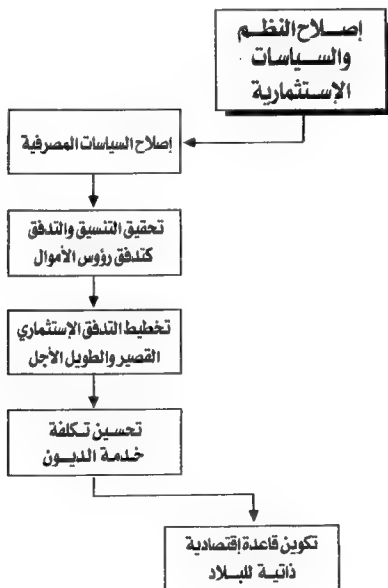 إصلاح النظم
والسياسات
الإستثمارية
إصلاح السياسات المصرفية
تحقيق التنسيق والتدفق
كتدفق رؤوس الأموال
تخطيط التدفق الإستثماري
القصير والطويل الأجل
تحسين تكلفة
خدمة الديون
تكوين قاعدة إقتصادية
ذاتية للبلاد